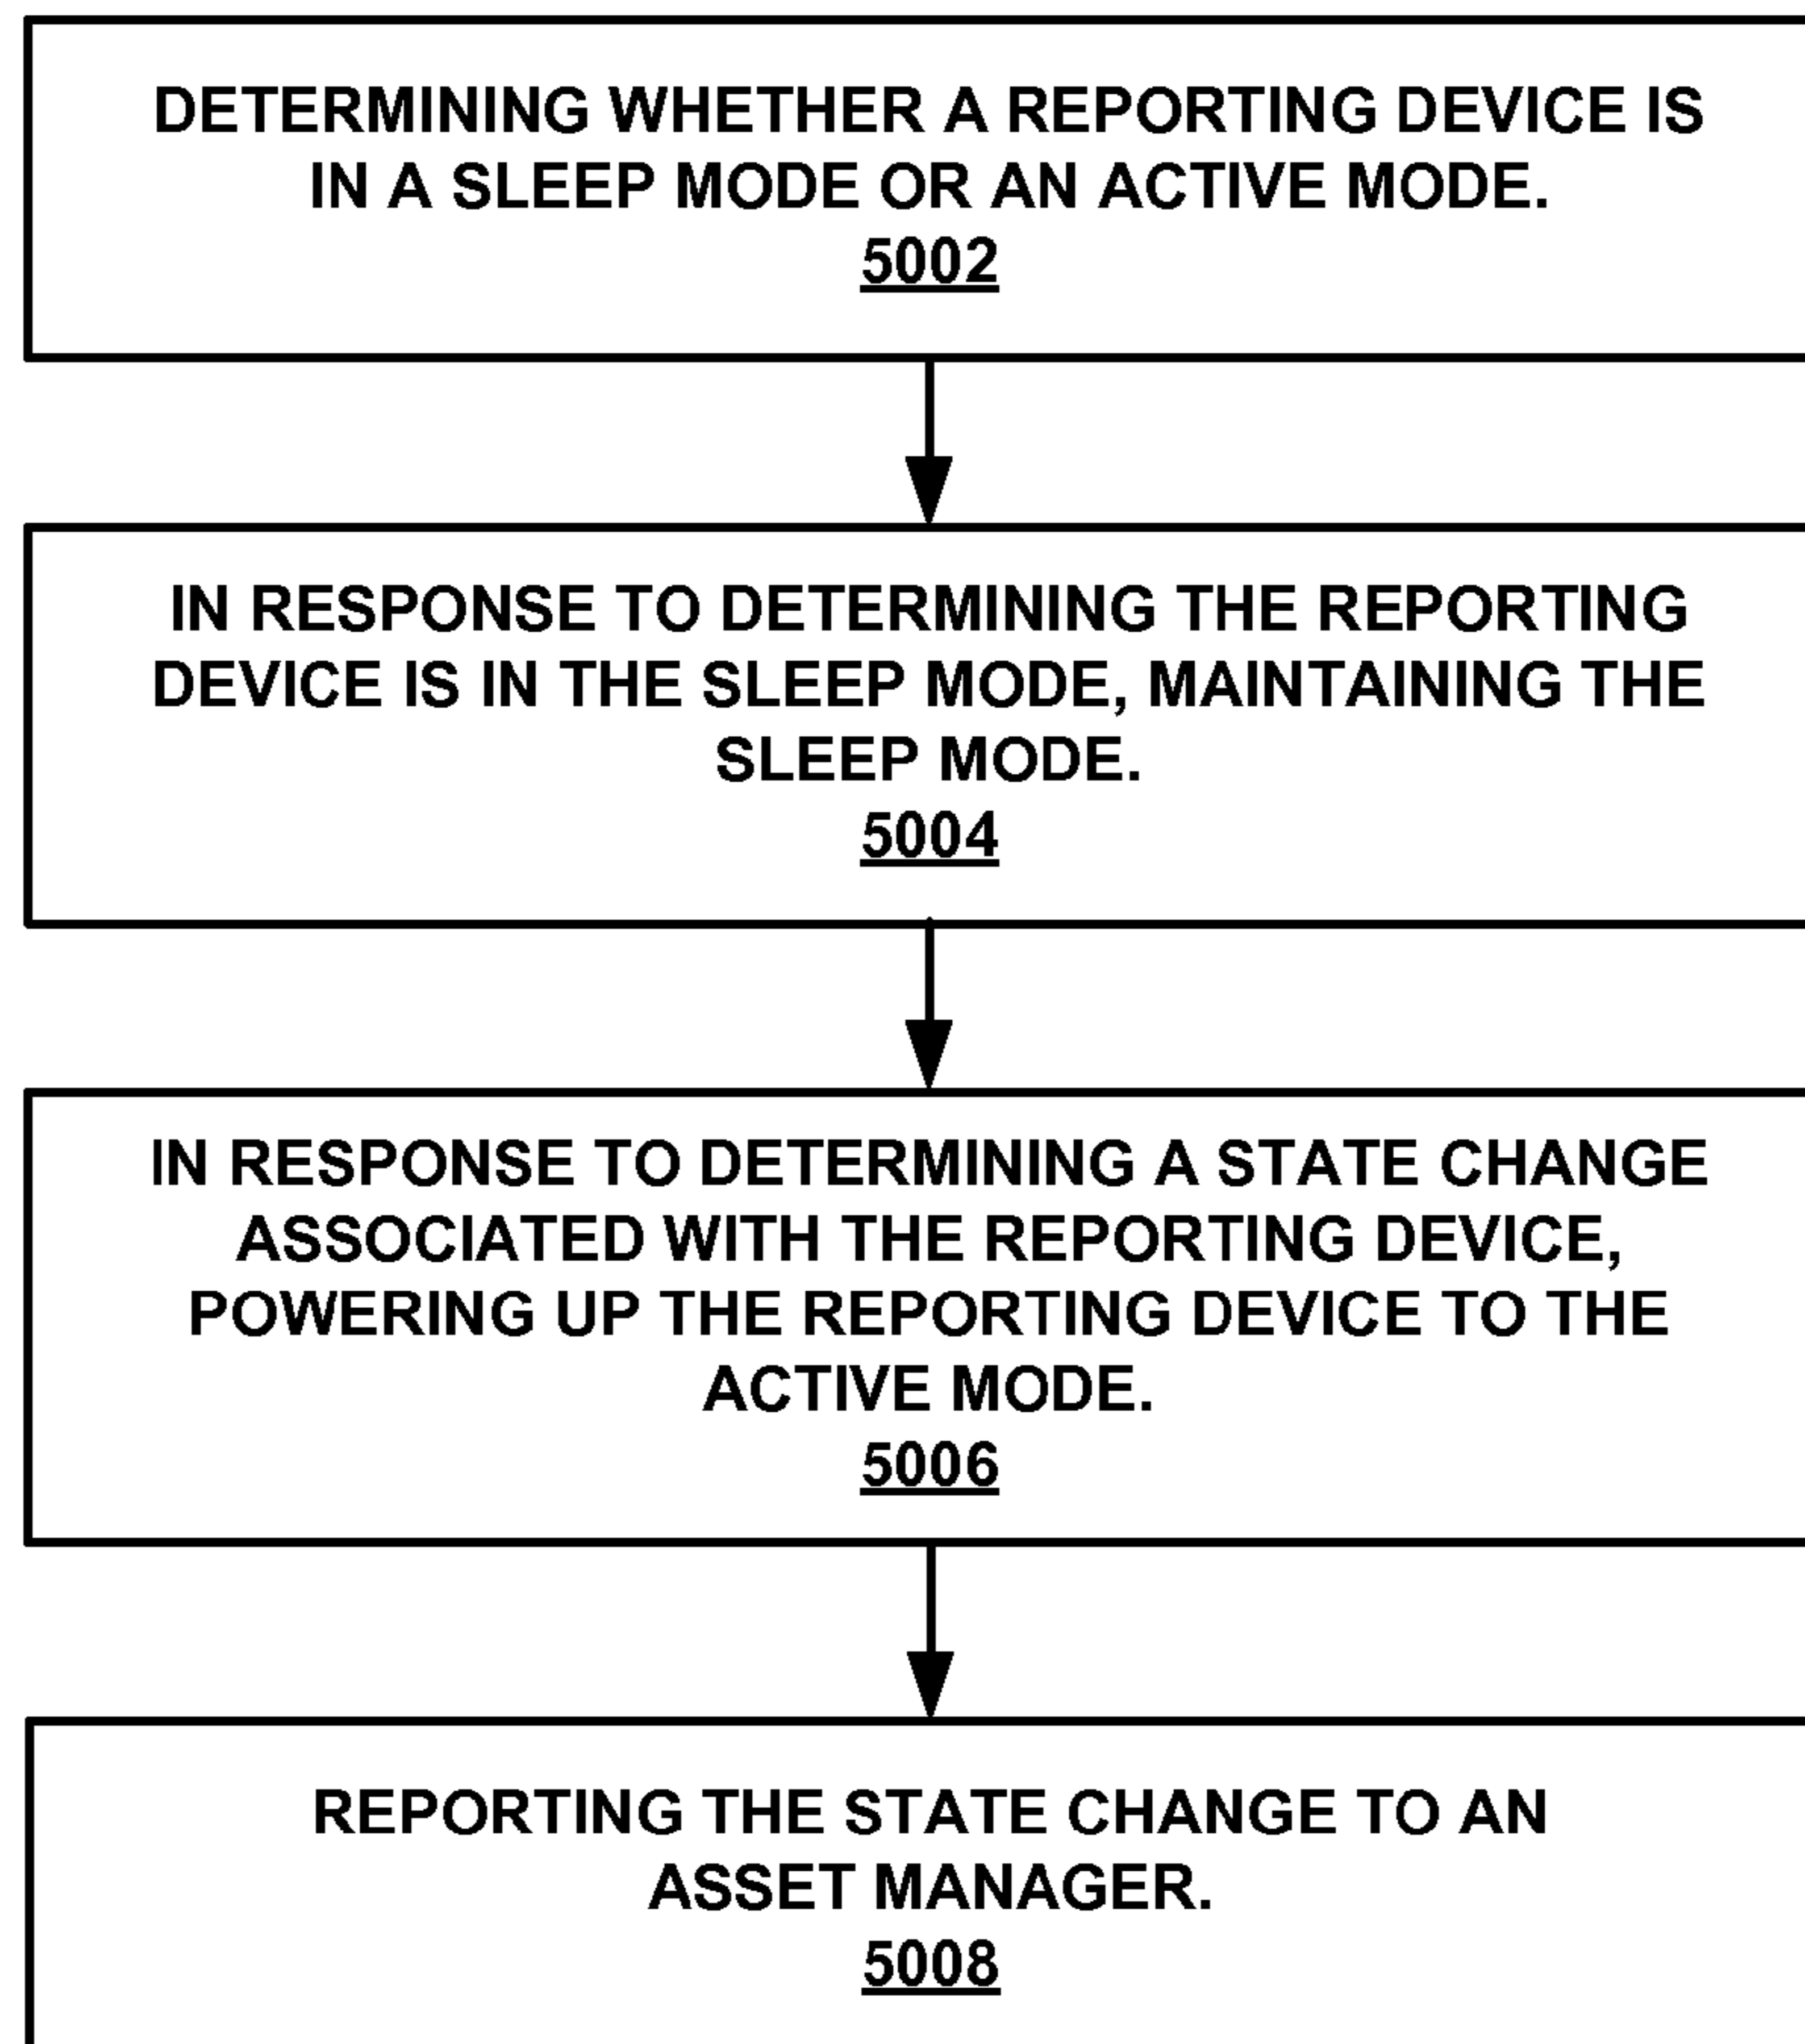 DETERMINING WHETHER A REPORTING DEVICE IS
IN A SLEEP MODE OR AN ACTIVE MODE.
5002
IN RESPONSE TO DETERMINING THE REPORTING
DEVICE IS IN THE SLEEP MODE, MAINTAINING THE
SLEEP MODE.
5004
IN RESPONSE TO DETERMINING A STATE CHANGE
ASSOCIATED WITH THE REPORTING DEVICE,
POWERING UP THE REPORTING DEVICE TO THE
ACTIVE MODE.
5006
REPORTING THE STATE CHANGE TO AN
ASSET MANAGER.
5008